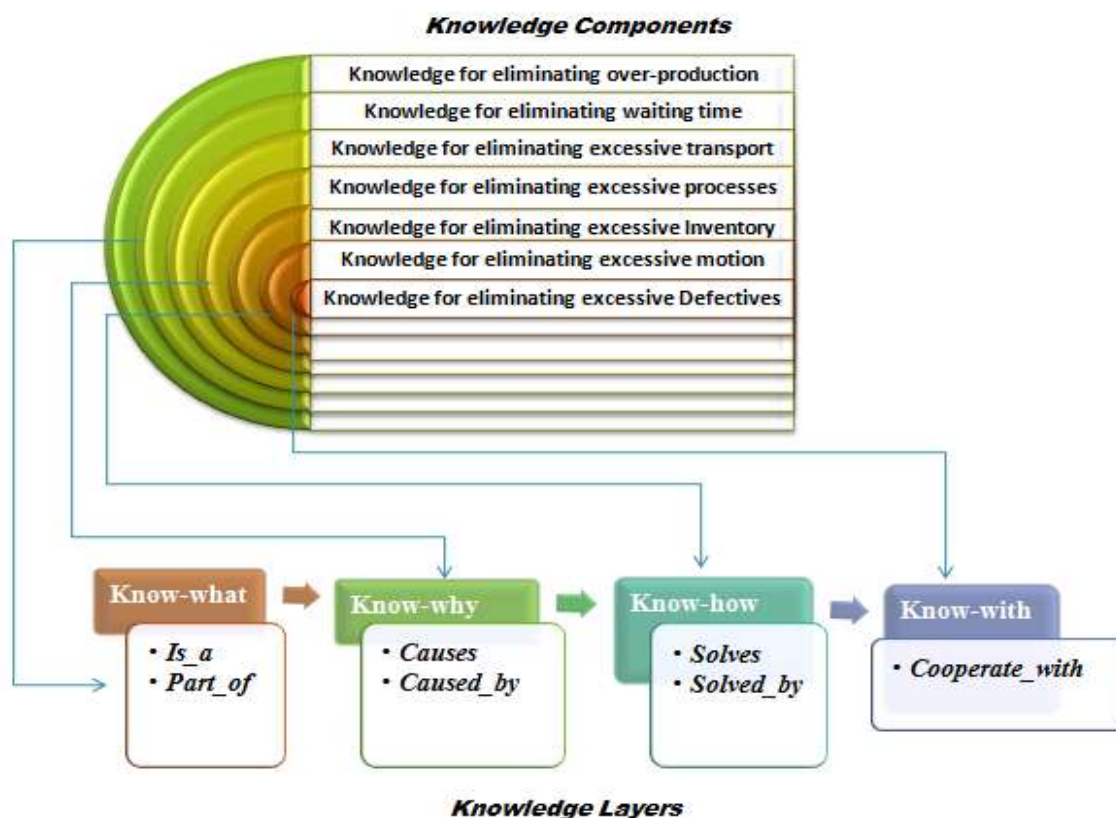 Knowledge Components
Knowledge for eliminating over-production
Knowledge for eliminating waiting time
Knowledge for eliminating excessive transport
Knowledge for eliminating excessive processes
Knowledge for eliminating excessive Inventory
Knowledge for eliminating excessive motion
Knowledge for eliminating excessive Defectives
Know-what
• Is_a
• Part_of
Know-why
• Causes
• Caused_by
Know-how
• Solves
• Solved_by
Know-with
• Cooperate_with
Knowledge Layers